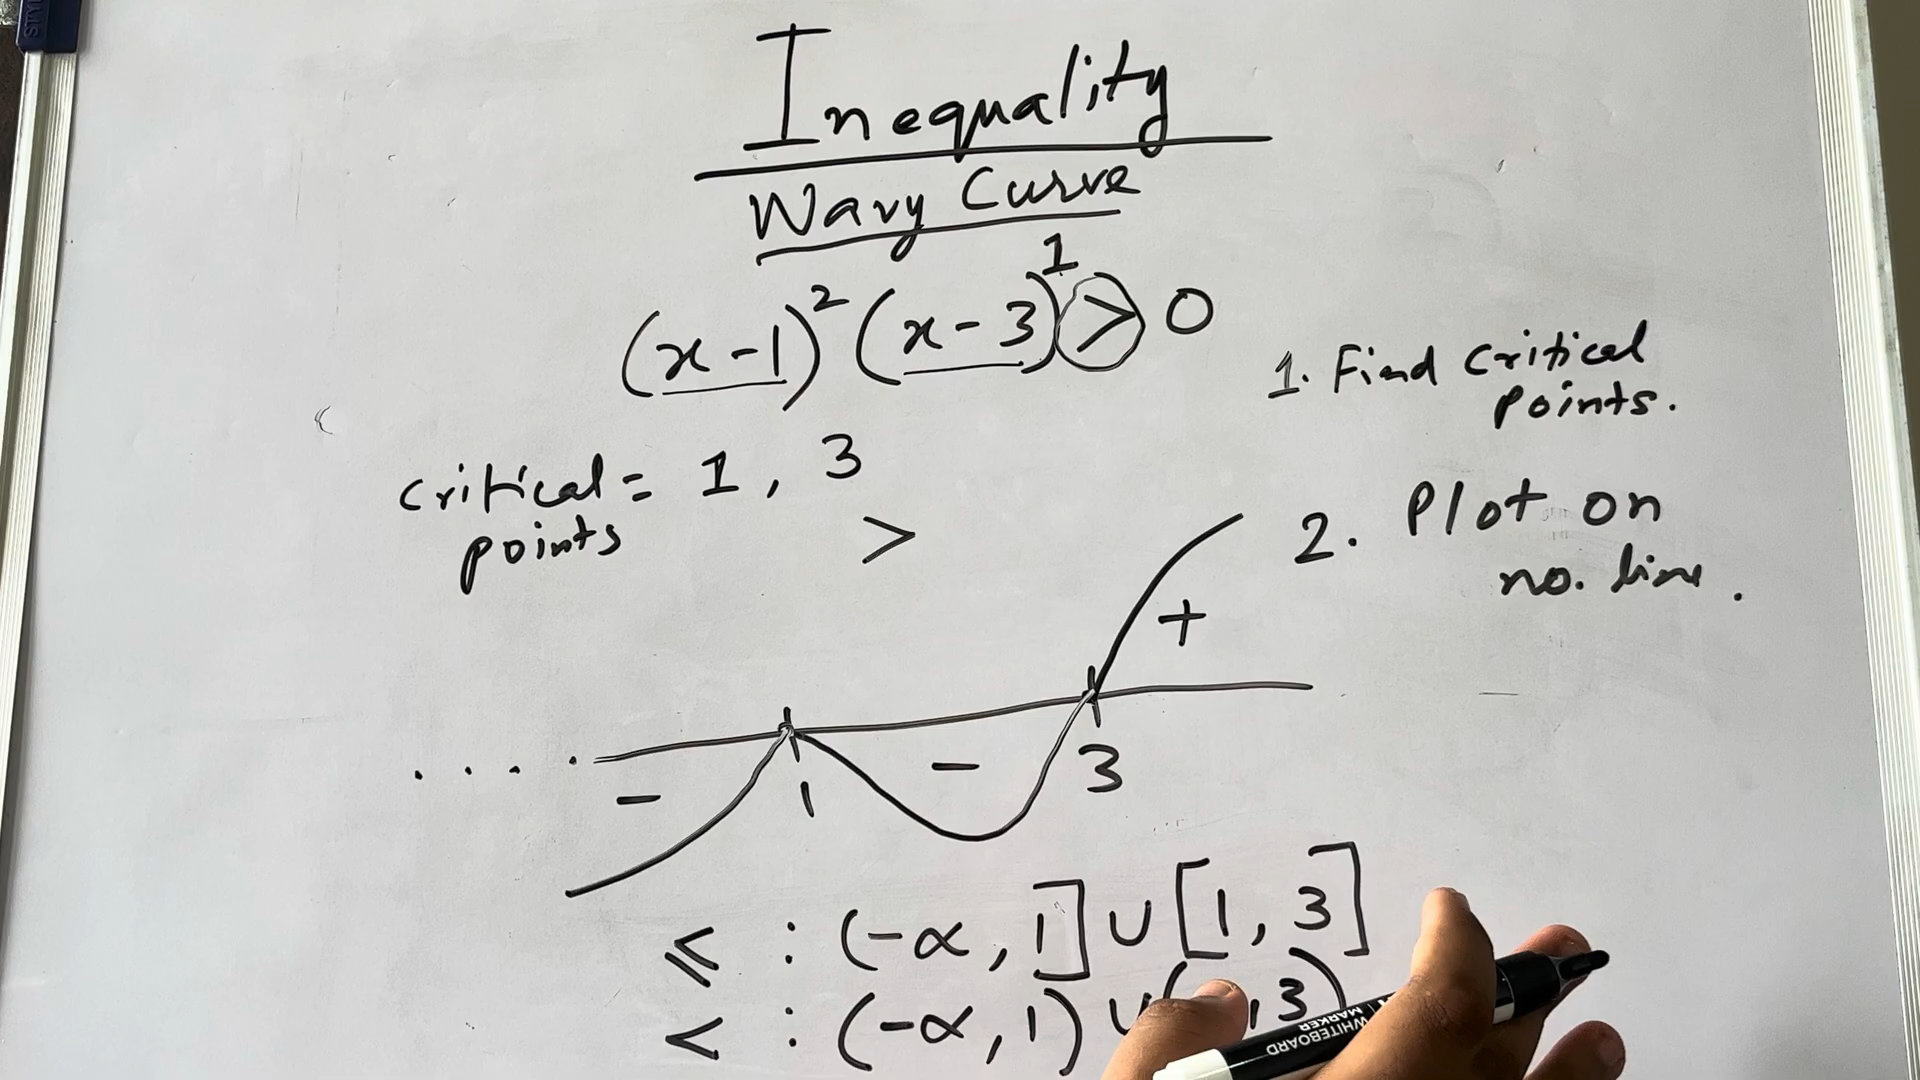 Inequality
Wavy Curve
(x-1)² (x-3)¹ > 0
1. Find Critical
points.
Critical = 1, 3
points
>
2. Plot on
no. line.
+
- 1 - 3
≤ : (-α, 1] ∪ [1, 3]
< : (-α, 1) ∪ ( , 3)
WHITEBOARD
MARKER